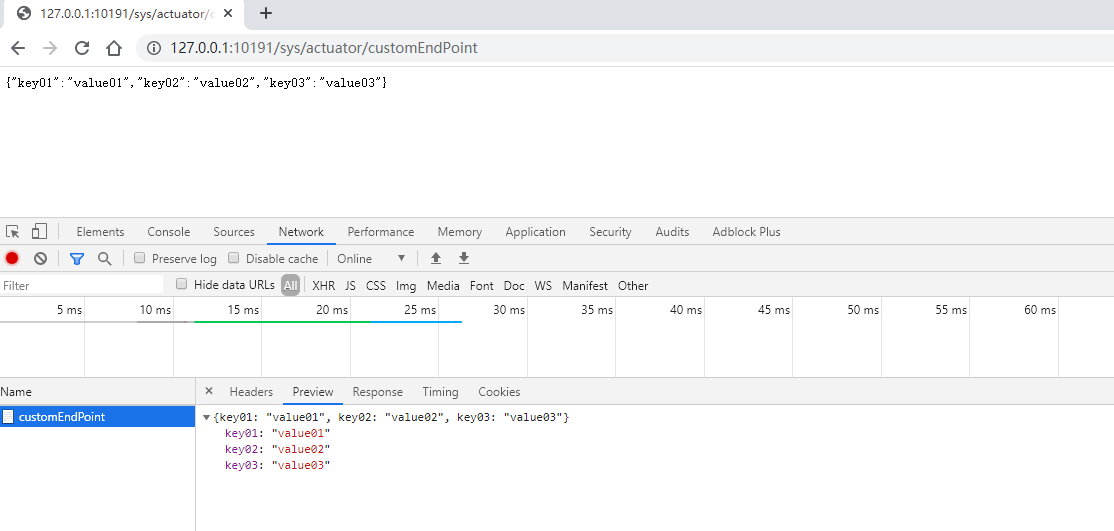 127.0.0.1:10191/sys/actuator/c
127.0.0.1:10191/sys/actuator/customEndPoint
{"key01":"value01","key02":"value02","key03":"value03"}
Elements Console Sources Network Performance Memory Application Security Audits Adblock Plus
Preserve log Disable cache Online
Filter Hide data URLs All XHR JS CSS Img Media Font Doc WS Manifest Other
5 ms 10 ms 15 ms 20 ms 25 ms 30 ms 35 ms 40 ms 45 ms 50 ms 55 ms 60 ms
Name Headers Preview Response Timing Cookies
customEndPoint {key01: "value01", key02: "value02", key03: "value03"}
key01: "value01"
key02: "value02"
key03: "value03"